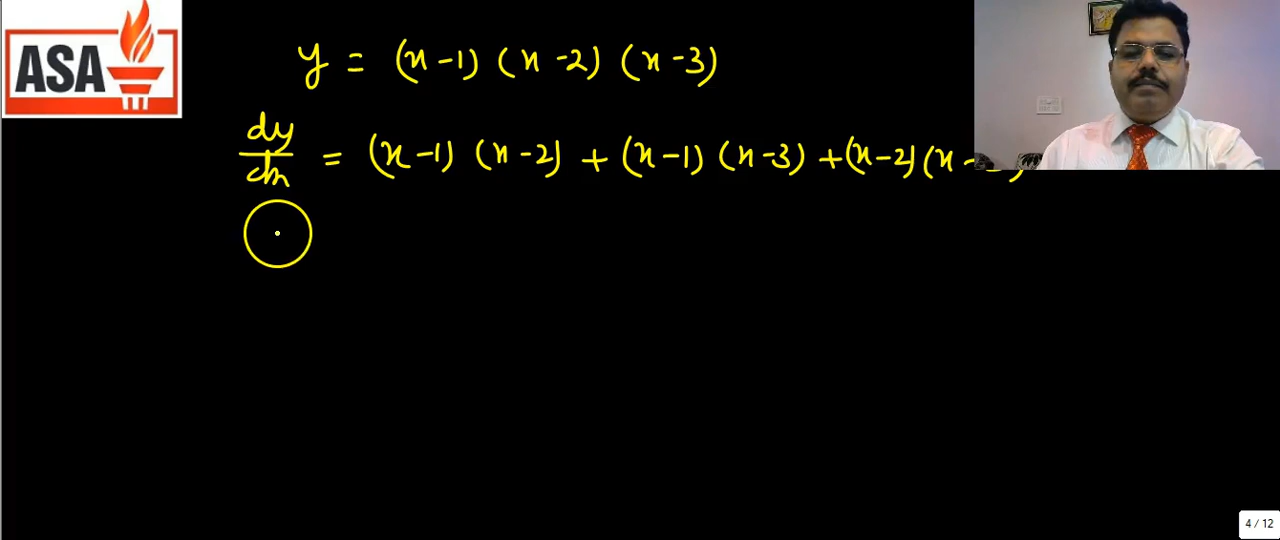 ASA
y = (x-1) (x-2) (x-3)
dy/dx = (x-1) (x-2) + (x-1) (x-3) + (x-2) (x-
4 / 12